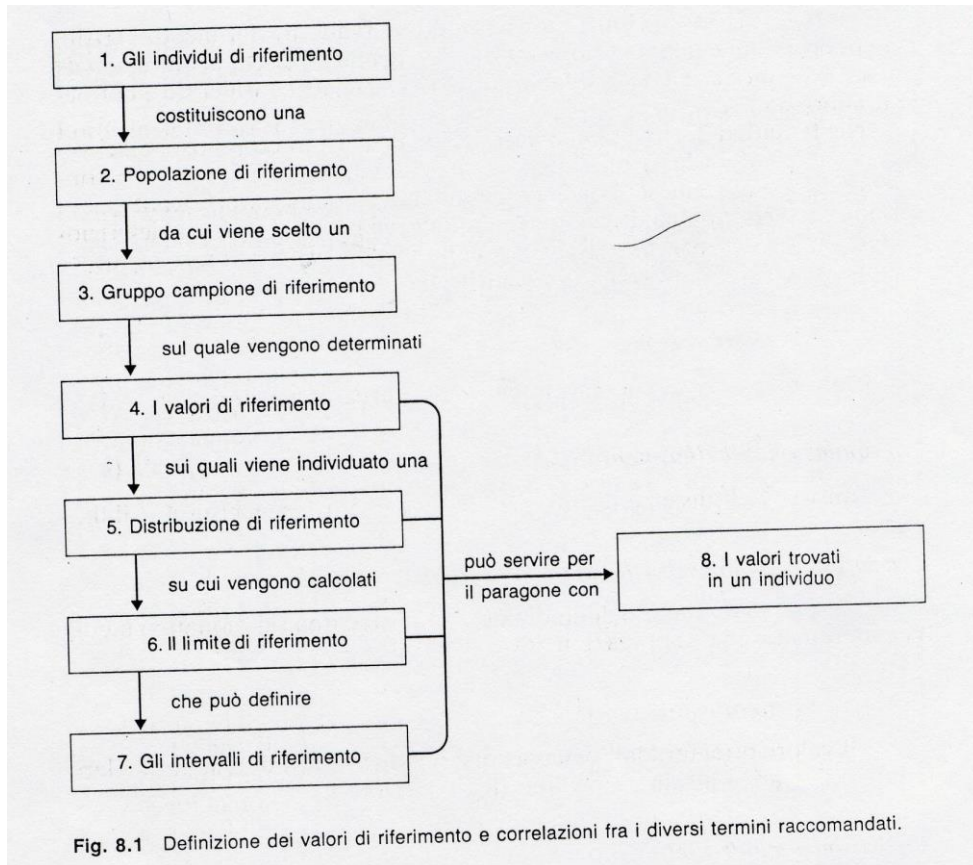 1. Gli individui di riferimento
costituiscono una
2. Popolazione di riferimento
da cui viene scelto un
3. Gruppo campione di riferimento
sul quale vengono determinati
4. I valori di riferimento
sui quali viene individuato una
5. Distribuzione di riferimento
su cui vengono calcolati
6. Il limite di riferimento
che può definire
7. Gli intervalli di riferimento
può servire per
il paragone con
8. I valori trovati
in un individuo
Fig. 8.1 Definizione dei valori di riferimento e correlazioni fra i diversi termini raccomandati.